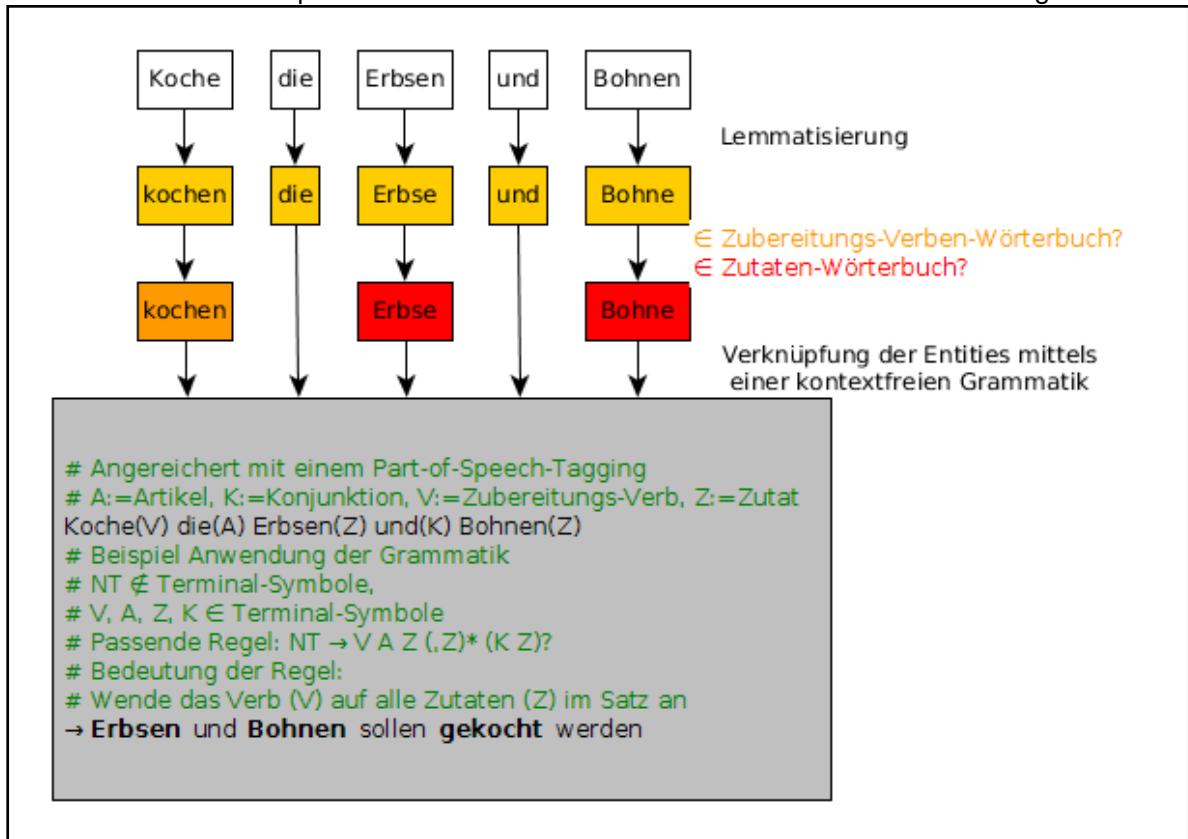 Koche die Erbsen und Bohnen
Lemmatisierung
kochen die Erbse und Bohne
∈ Zubereitungs-Verben-Wörterbuch?
∈ Zutaten-Wörterbuch?
kochen Erbse Bohne
Verknüpfung der Entities mittels
einer kontextfreien Grammatik
# Angereichert mit einem Part-of-Speech-Tagging
# A:=Artikel, K:=Konjunktion, V:=Zubereitungs-Verb, Z:=Zutat
Koche(V) die(A) Erbsen(Z) und(K) Bohnen(Z)
# Beispiel Anwendung der Grammatik
# NT ∉ Terminal-Symbole,
# V, A, Z, K ∈ Terminal-Symbole
# Passende Regel: NT → V A Z (,Z)* (K Z)?
# Bedeutung der Regel:
# Wende das Verb (V) auf alle Zutaten (Z) im Satz an
→ Erbsen und Bohnen sollen gekocht werden